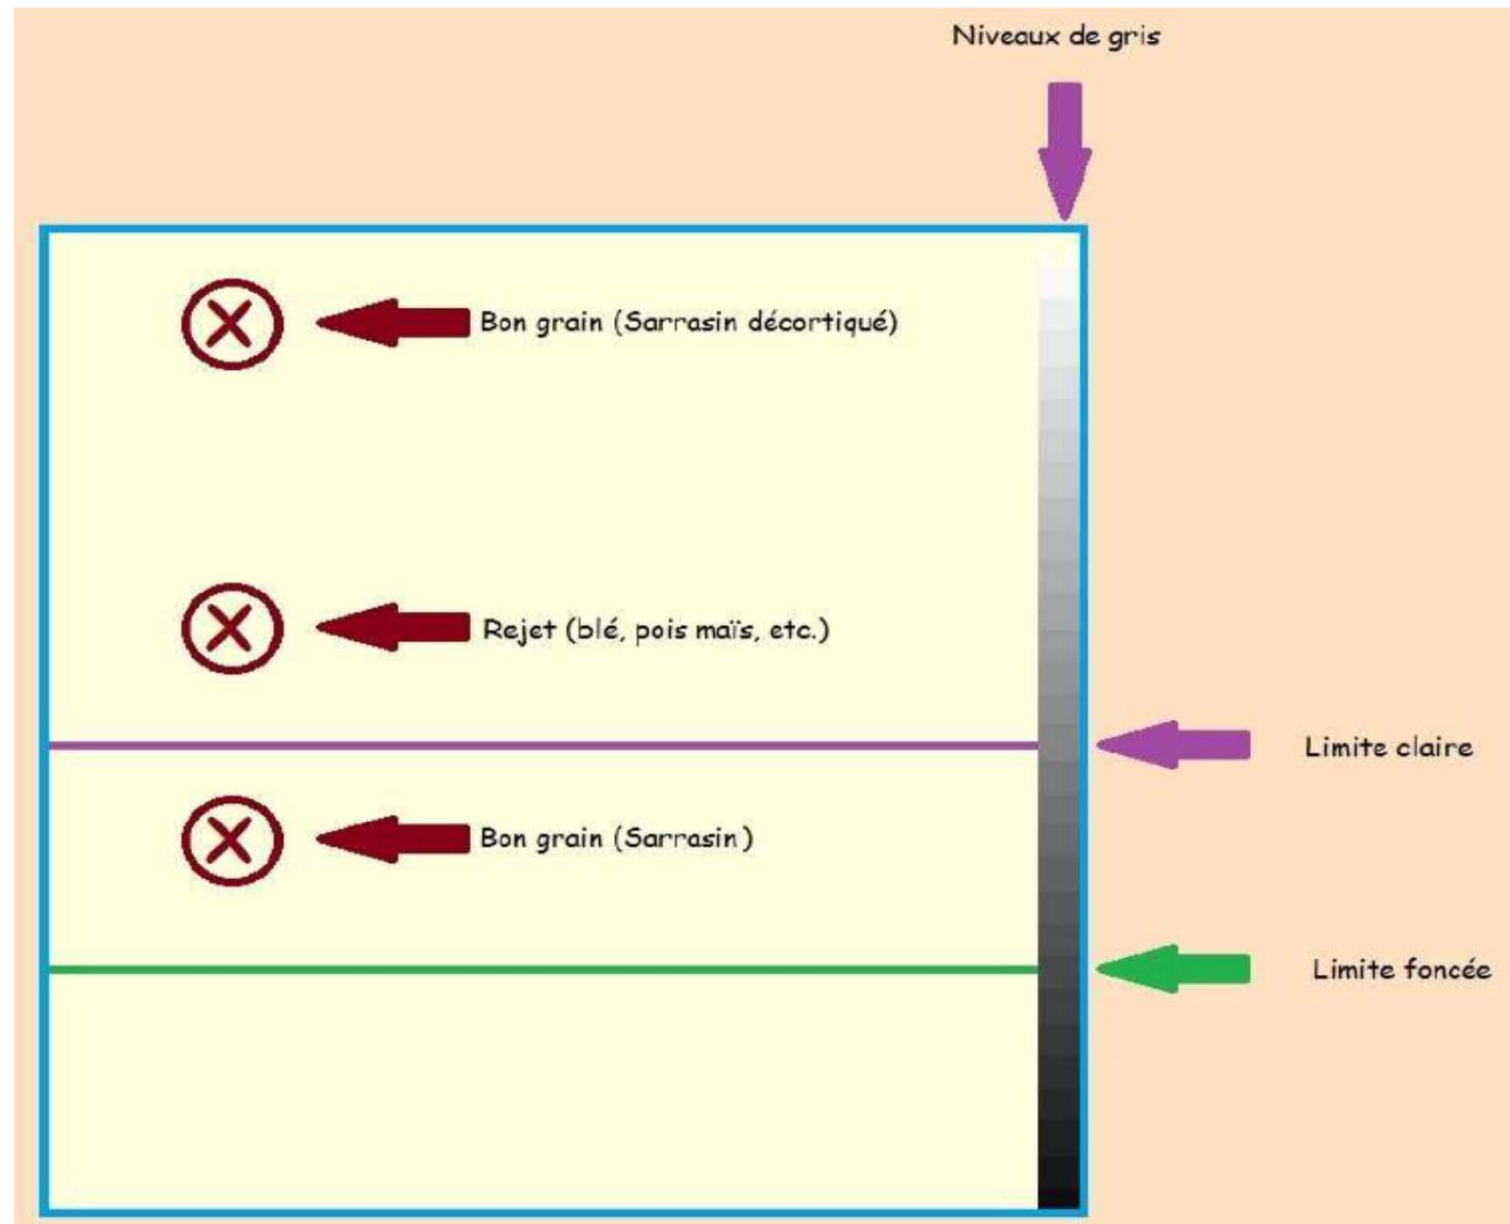 Niveaux de gris
Bon grain (Sarrasin décortiqué)
Rejet (blé, pois maïs, etc.)
Limite claire
Bon grain (Sarrasin)
Limite foncée